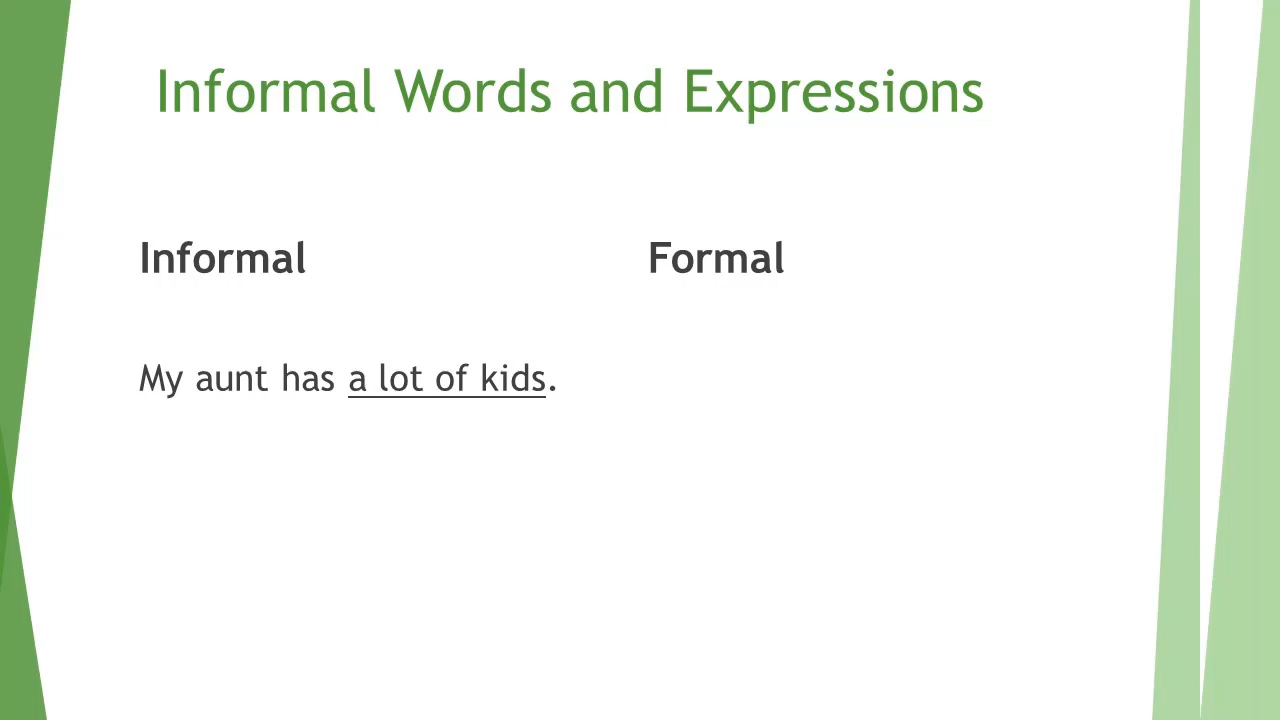 Informal Words and Expressions
Informal
Formal
My aunt has a lot of kids.